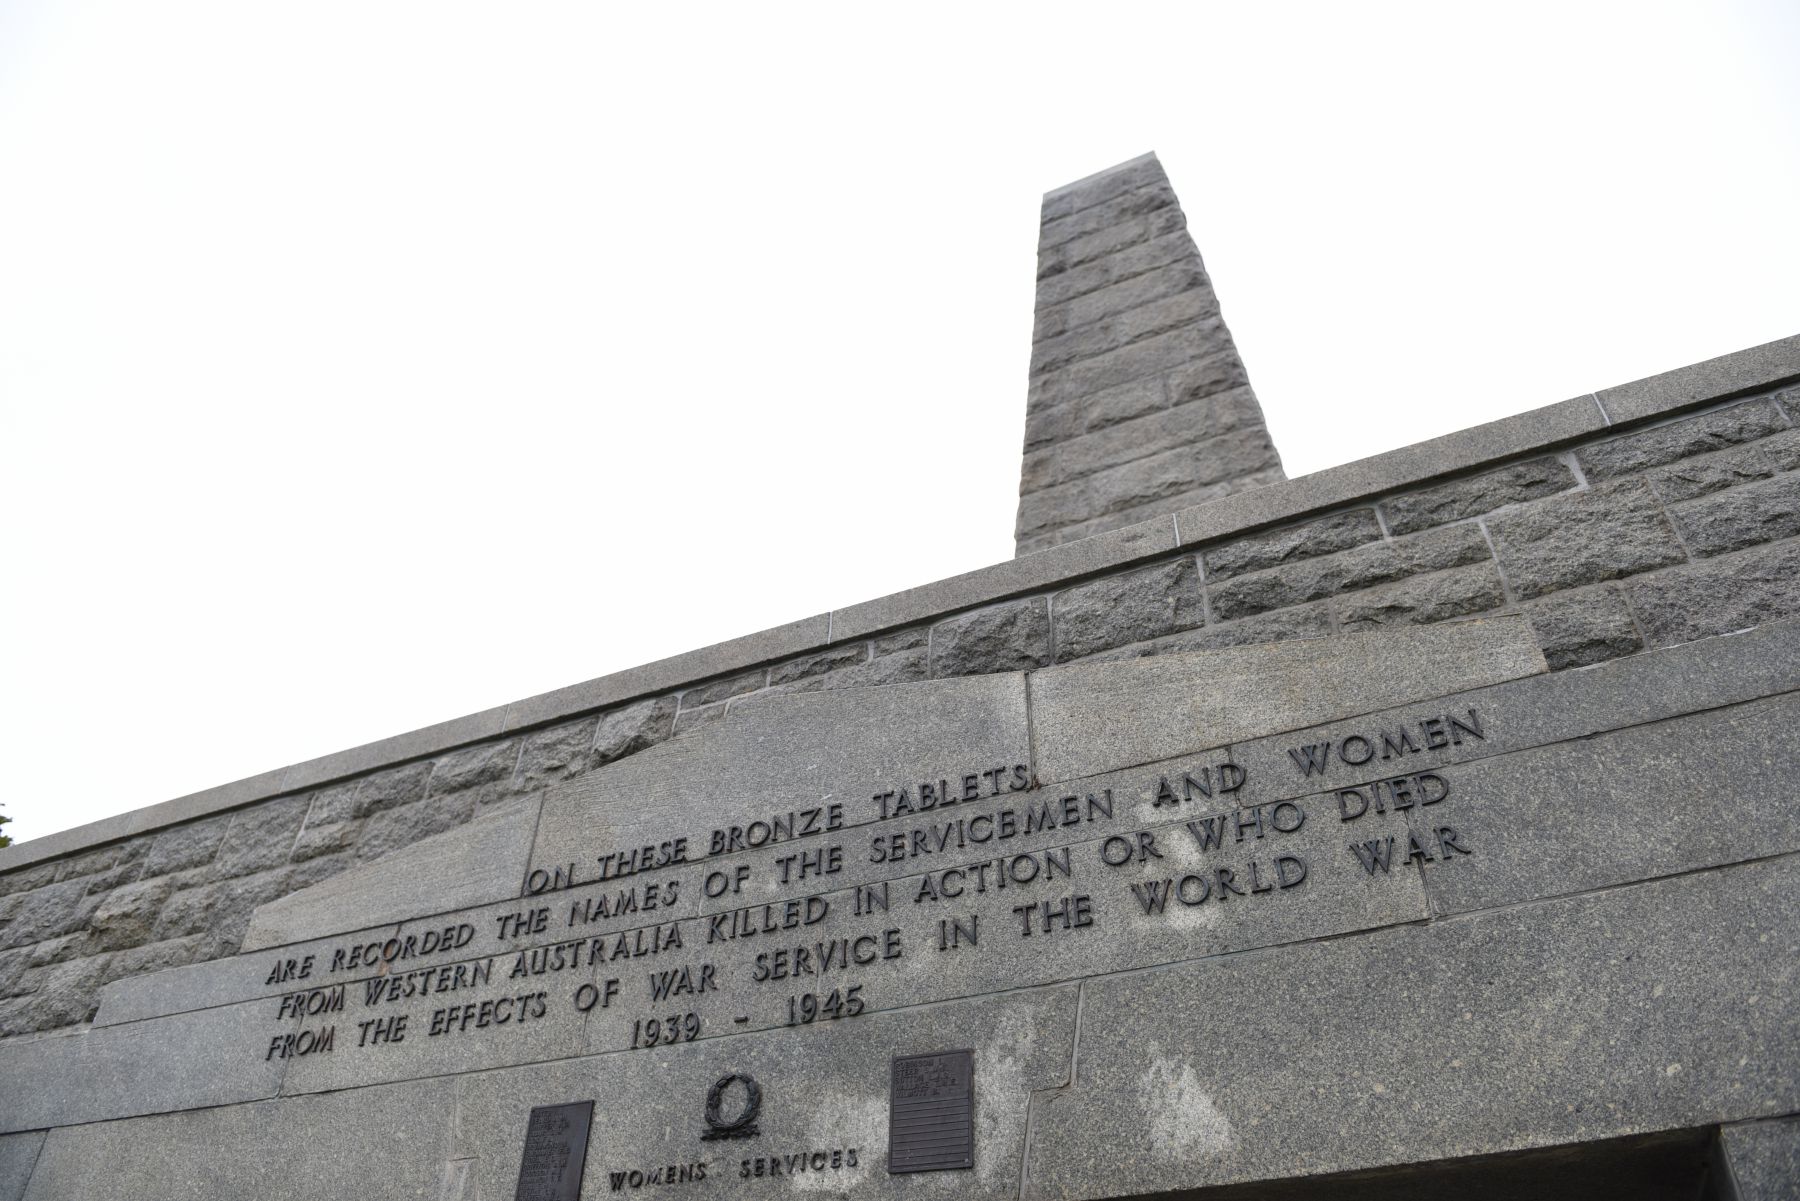 ON THESE BRONZE TABLETS
ARE RECORDED THE NAMES OF THE SERVICEMEN AND WOMEN
FROM WESTERN AUSTRALIA KILLED IN ACTION OR WHO DIED
FROM THE EFFECTS OF WAR SERVICE IN THE WORLD WAR
1939 - 1945
WOMENS SERVICES